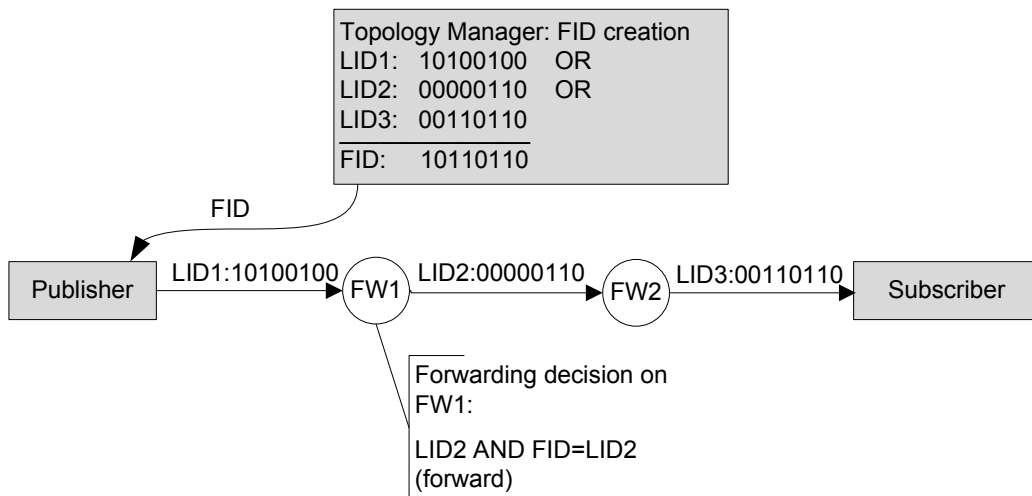 Topology Manager: FID creation
LID1: 10100100 OR
LID2: 00000110 OR
LID3: 00110110
FID: 10110110
FID
Publisher
LID1:10100100
FW1
LID2:00000110
FW2
LID3:00110110
Subscriber
Forwarding decision on
FW1:
LID2 AND FID=LID2
(forward)